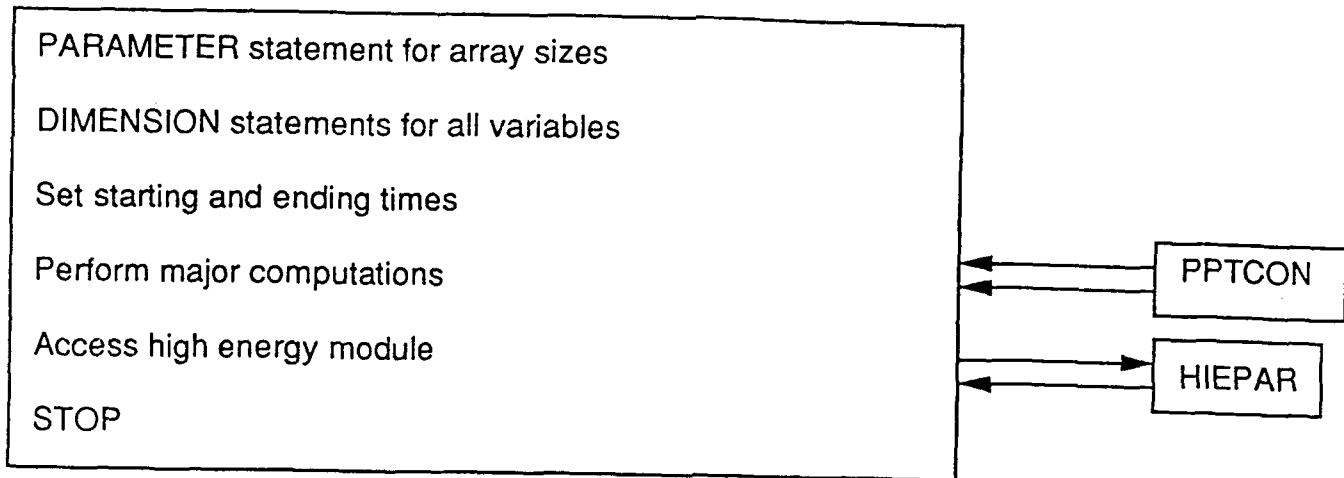 PARAMETER statement for array sizes
DIMENSION statements for all variables
Set starting and ending times
Perform major computations
PPTCON
Access high energy module
HIEPAR
STOP